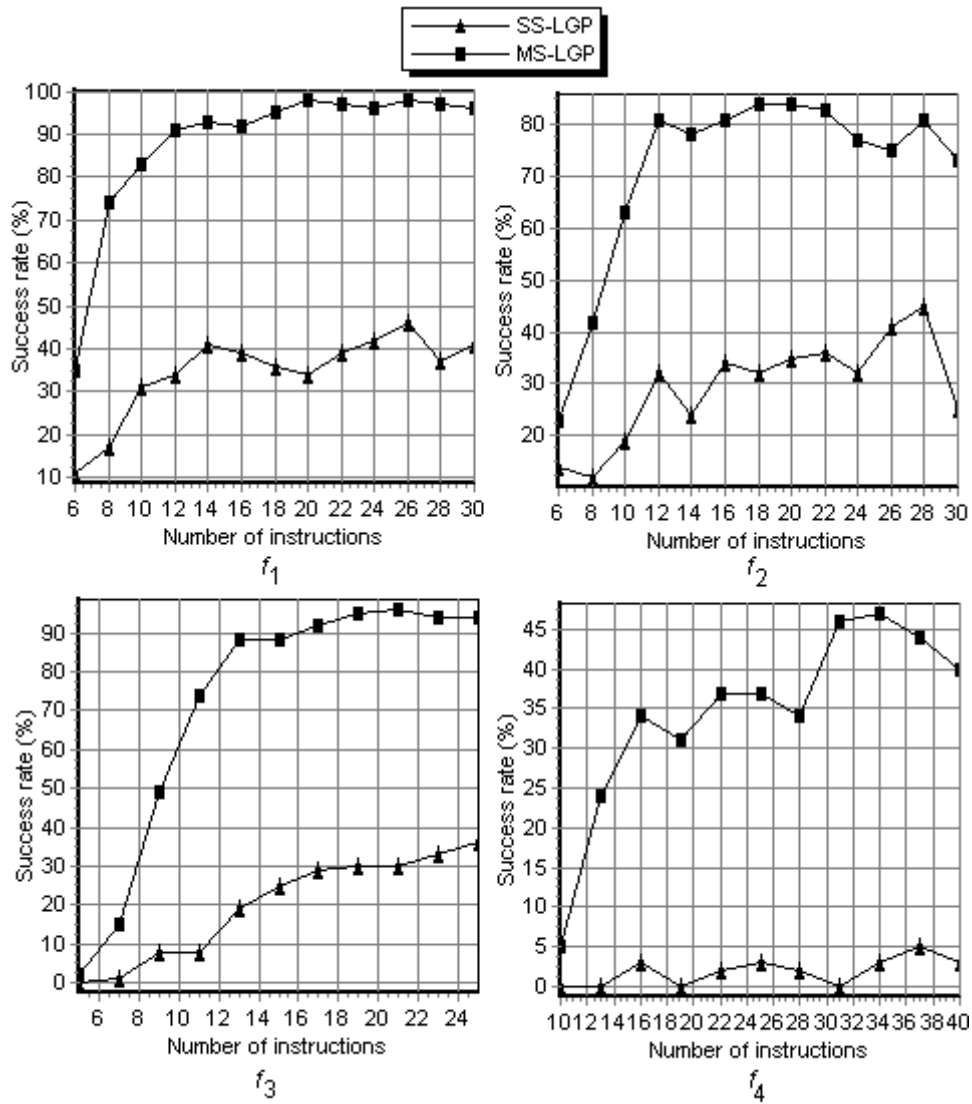 SS-LGP
MS-LGP
100
90
80
70
60
50
40
30
20
10
Success rate (%)
6 8 10 12 14 16 18 20 22 24 26 28 30
Number of instructions
f1
80
70
60
50
40
30
20
Success rate (%)
6 8 10 12 14 16 18 20 22 24 26 28 30
Number of instructions
f2
90
80
70
60
50
40
30
20
10
0
Success rate (%)
6 8 10 12 14 16 18 20 22 24
Number of instructions
f3
45
40
35
30
25
20
15
10
5
0
Success rate (%)
10 12 14 16 18 20 22 24 26 28 30 32 34 36 38 40
Number of instructions
f4